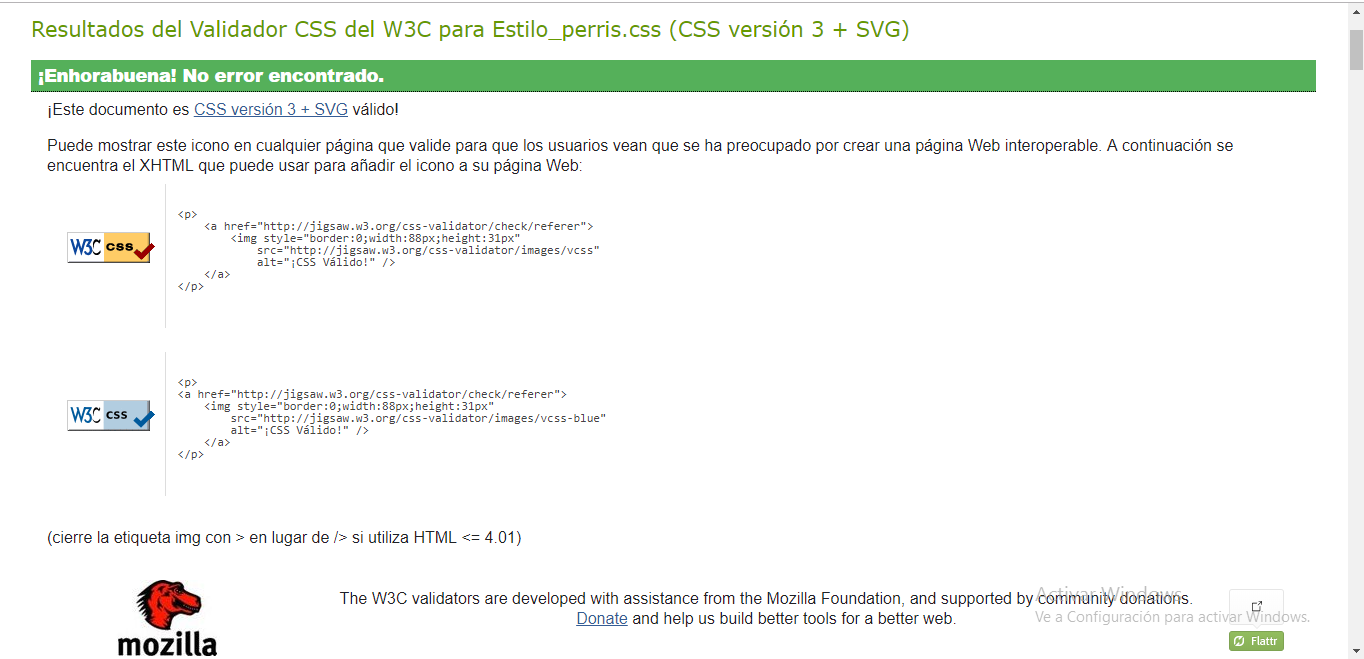 Resultados del Validador CSS del W3C para Estilo_perris.css (CSS versión 3 + SVG)
¡Enhorabuena! No error encontrado.
¡Este documento es CSS versión 3 + SVG válido!
Puede mostrar este icono en cualquier página que valide para que los usuarios vean que se ha preocupado por crear una página Web interoperable. A continuación se
encuentra el XHTML que puede usar para añadir el icono a su página Web:
W3C css
<p>
<a href="http://jigsaw.w3.org/css-validator/check/referer">
<img style="border:0;width:88px;height:31px"
src="http://jigsaw.w3.org/css-validator/images/vcss"
alt="¡CSS Válido!" />
</a>
</p>
W3C css
<p>
<a href="http://jigsaw.w3.org/css-validator/check/referer">
<img style="border:0;width:88px;height:31px"
src="http://jigsaw.w3.org/css-validator/images/vcss-blue"
alt="¡CSS Válido!" />
</a>
</p>
(cierre la etiqueta img con > en lugar de /> si utiliza HTML <= 4.01)
mozilla
The W3C validators are developed with assistance from the Mozilla Foundation, and supported by community donations.
Donate and help us build better tools for a better web.
Activar Windows
Ve a Configuración para activar Windows.
Flattr